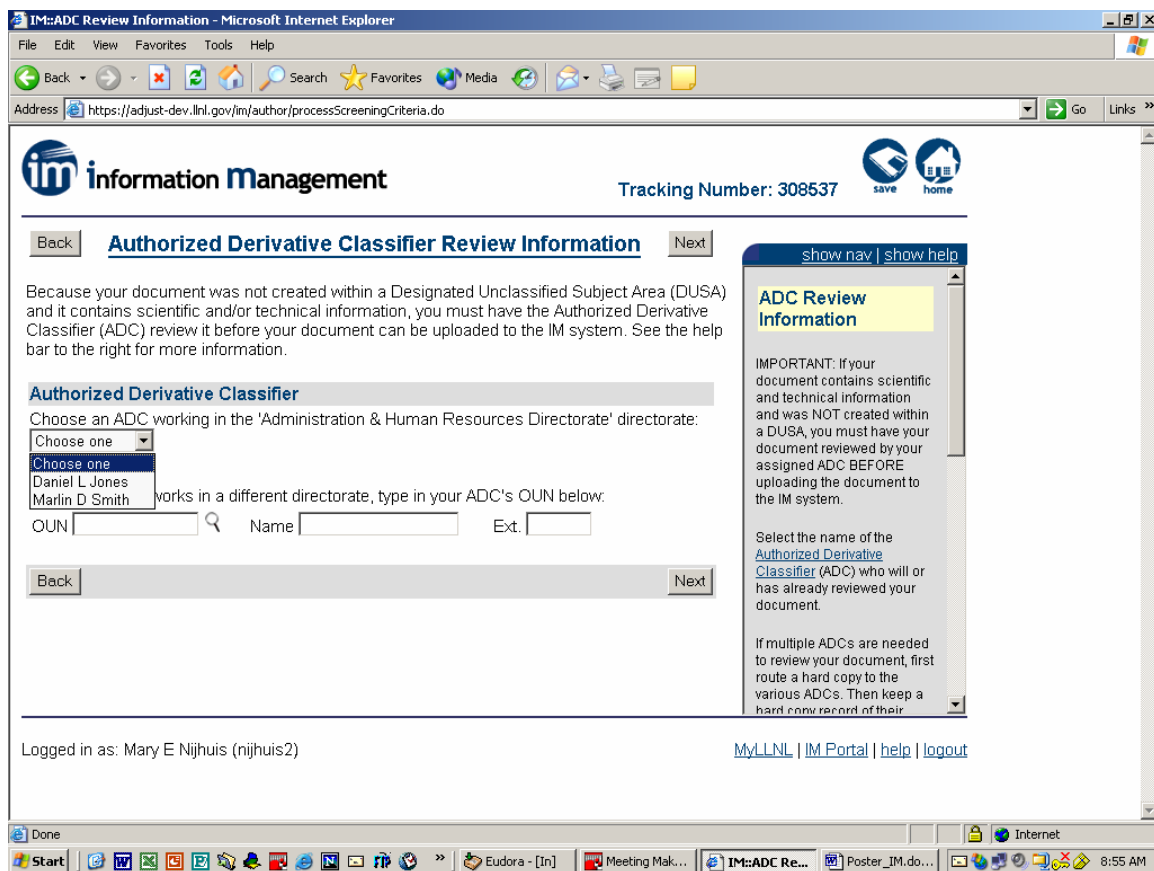 IM::ADC Review Information - Microsoft Internet Explorer
File Edit View Favorites Tools Help
Back Search Favorites Media
Address https://adjust-dev.llnl.gov/im/author/processScreeningCriteria.do Go Links »
im information management
Tracking Number: 308537 save home
Back Authorized Derivative Classifier Review Information Next
Because your document was not created within a Designated Unclassified Subject Area (DUSA)
and it contains scientific and/or technical information, you must have the Authorized Derivative
Classifier (ADC) review it before your document can be uploaded to the IM system. See the help
bar to the right for more information.
Authorized Derivative Classifier
Choose an ADC working in the 'Administration & Human Resources Directorate' directorate:
Choose one
Choose one
Daniel L Jones
Marlin D Smith
works in a different directorate, type in your ADC's OUN below:
OUN Name Ext.
Back Next
show nav | show help
ADC Review
Information
IMPORTANT: If your
document contains scientific
and technical information
and was NOT created within
a DUSA, you must have your
document reviewed by your
assigned ADC BEFORE
uploading the document to
the IM system.
Select the name of the
Authorized Derivative
Classifier (ADC) who will or
has already reviewed your
document.
If multiple ADCs are needed
to review your document, first
route a hard copy to the
various ADCs. Then keep a
hard copy record of their
Logged in as: Mary E Nijhuis (nijhuis2)
MyLLNL | IM Portal | help | logout
Done Internet
Start » Eudora - [In] Meeting Mak... IM::ADC Re... Poster_IM.do... 8:55 AM